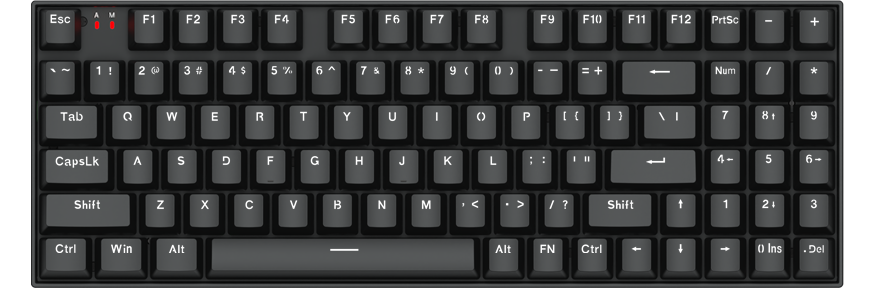 Esc A M F1 F2 F3 F4 F5 F6 F7 F8 F9 F10 F11 F12 PrtSc - +
` ~ 1 ! 2 @ 3 # 4 $ 5 % 6 ^ 7 & 8 * 9 ( 0 ) - - = + ← Num / *
Tab Q W E R T Y U I O P [ { ] } \ | 7 8↑ 9
CapsLk A S D F G H J K L ; : ' " ↵ 4← 5 6→
Shift Z X C V B N M , < . > / ? Shift ↑ 1 2↓ 3
Ctrl Win Alt — Alt FN Ctrl ← ↓ → 0 Ins . Del